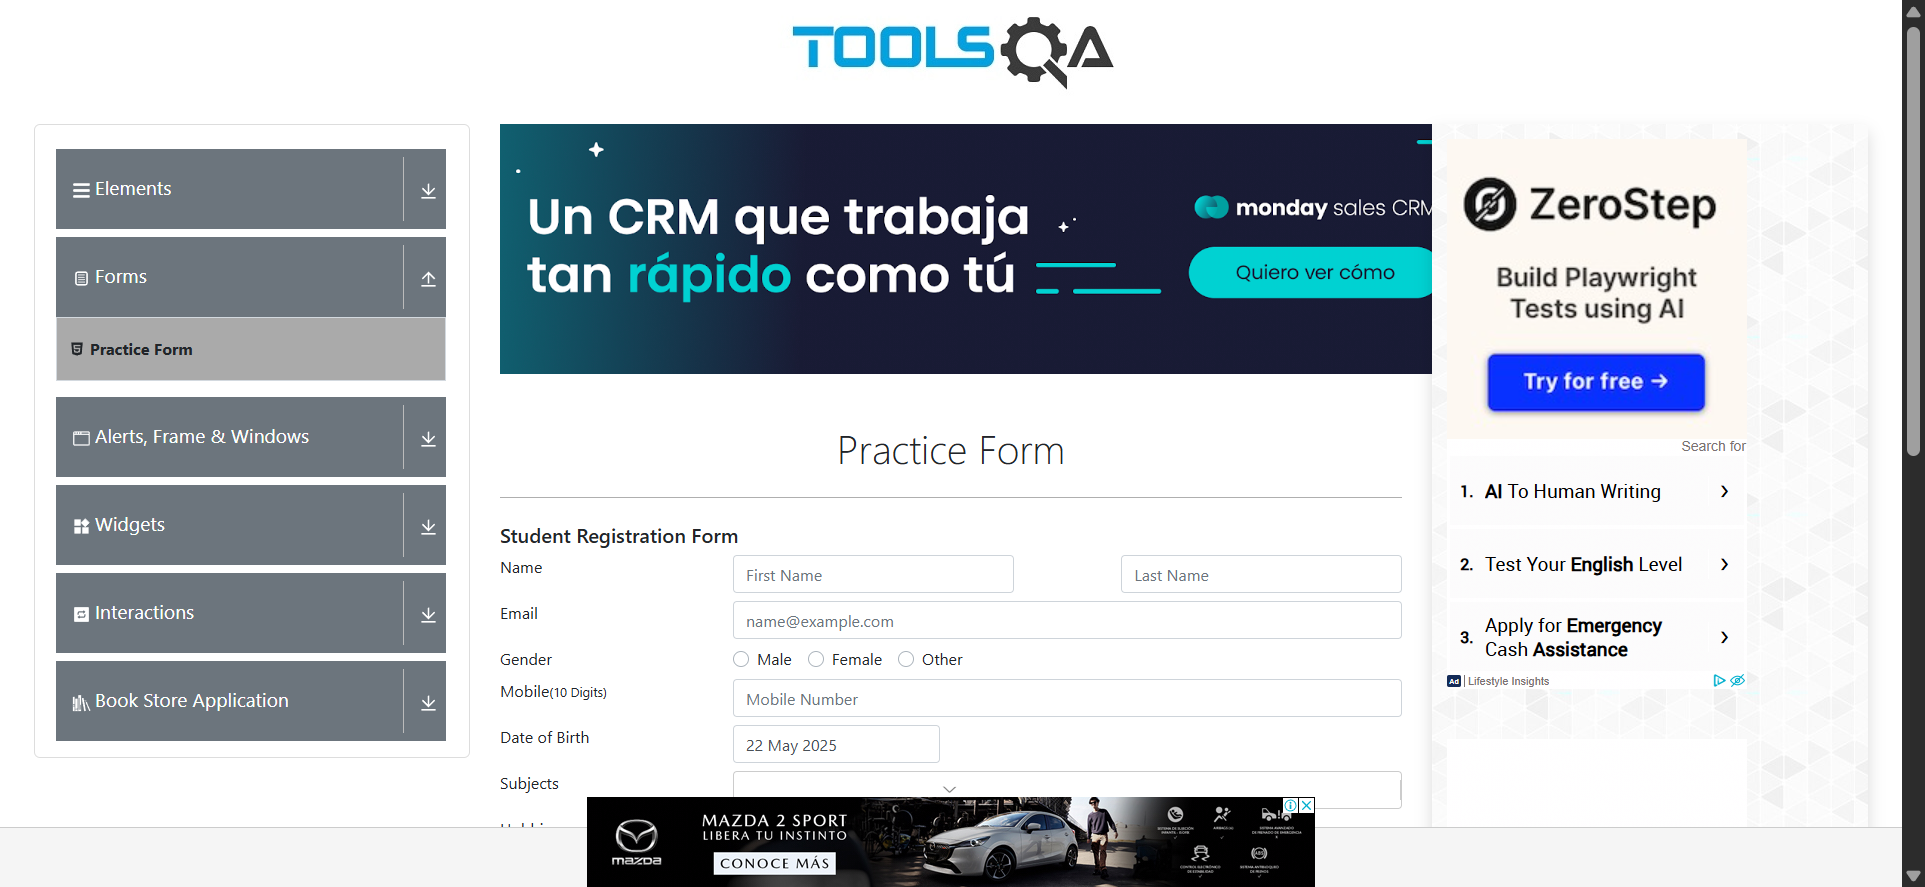 TOOLSQA
Elements
Forms
Practice Form
Alerts, Frame & Windows
Widgets
Interactions
Book Store Application
Un CRM que trabaja
tan rápido como tú
monday sales CRM
Quiero ver cómo
Practice Form
Student Registration Form
Name
First Name
Last Name
Email
name@example.com
Gender
Male
Female
Other
Mobile(10 Digits)
Mobile Number
Date of Birth
22 May 2025
Subjects
ZeroStep
Build Playwright
Tests using AI
Try for free →
Search for
1. AI To Human Writing
2. Test Your English Level
3. Apply for Emergency
Cash Assistance
Ad | Lifestyle Insights
mazda
MAZDA 2 SPORT
LIBERA TU INSTINTO
CONOCE MÁS